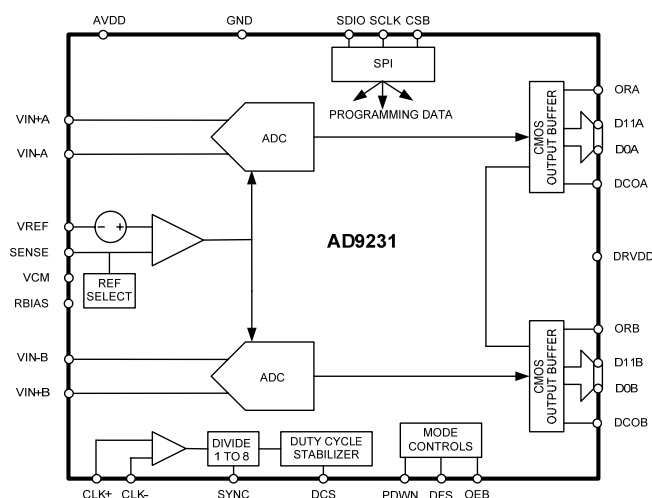 AVDD
GND
SDIO SCLK CSB
SPI
PROGRAMMING DATA
VIN+A
VIN–A
ADC
CMOS
OUTPUT BUFFER
ORA
D11A
D0A
DCOA
VREF
– +
SENSE
REF
SELECT
VCM
RBIAS
AD9231
DRVDD
VIN–B
VIN+B
ADC
CMOS
OUTPUT BUFFER
ORB
D11B
D0B
DCOB
DIVIDE
1 TO 8
DUTY CYCLE
STABILIZER
MODE
CONTROLS
CLK+ CLK– SYNC DCS PDWN DFS OEB